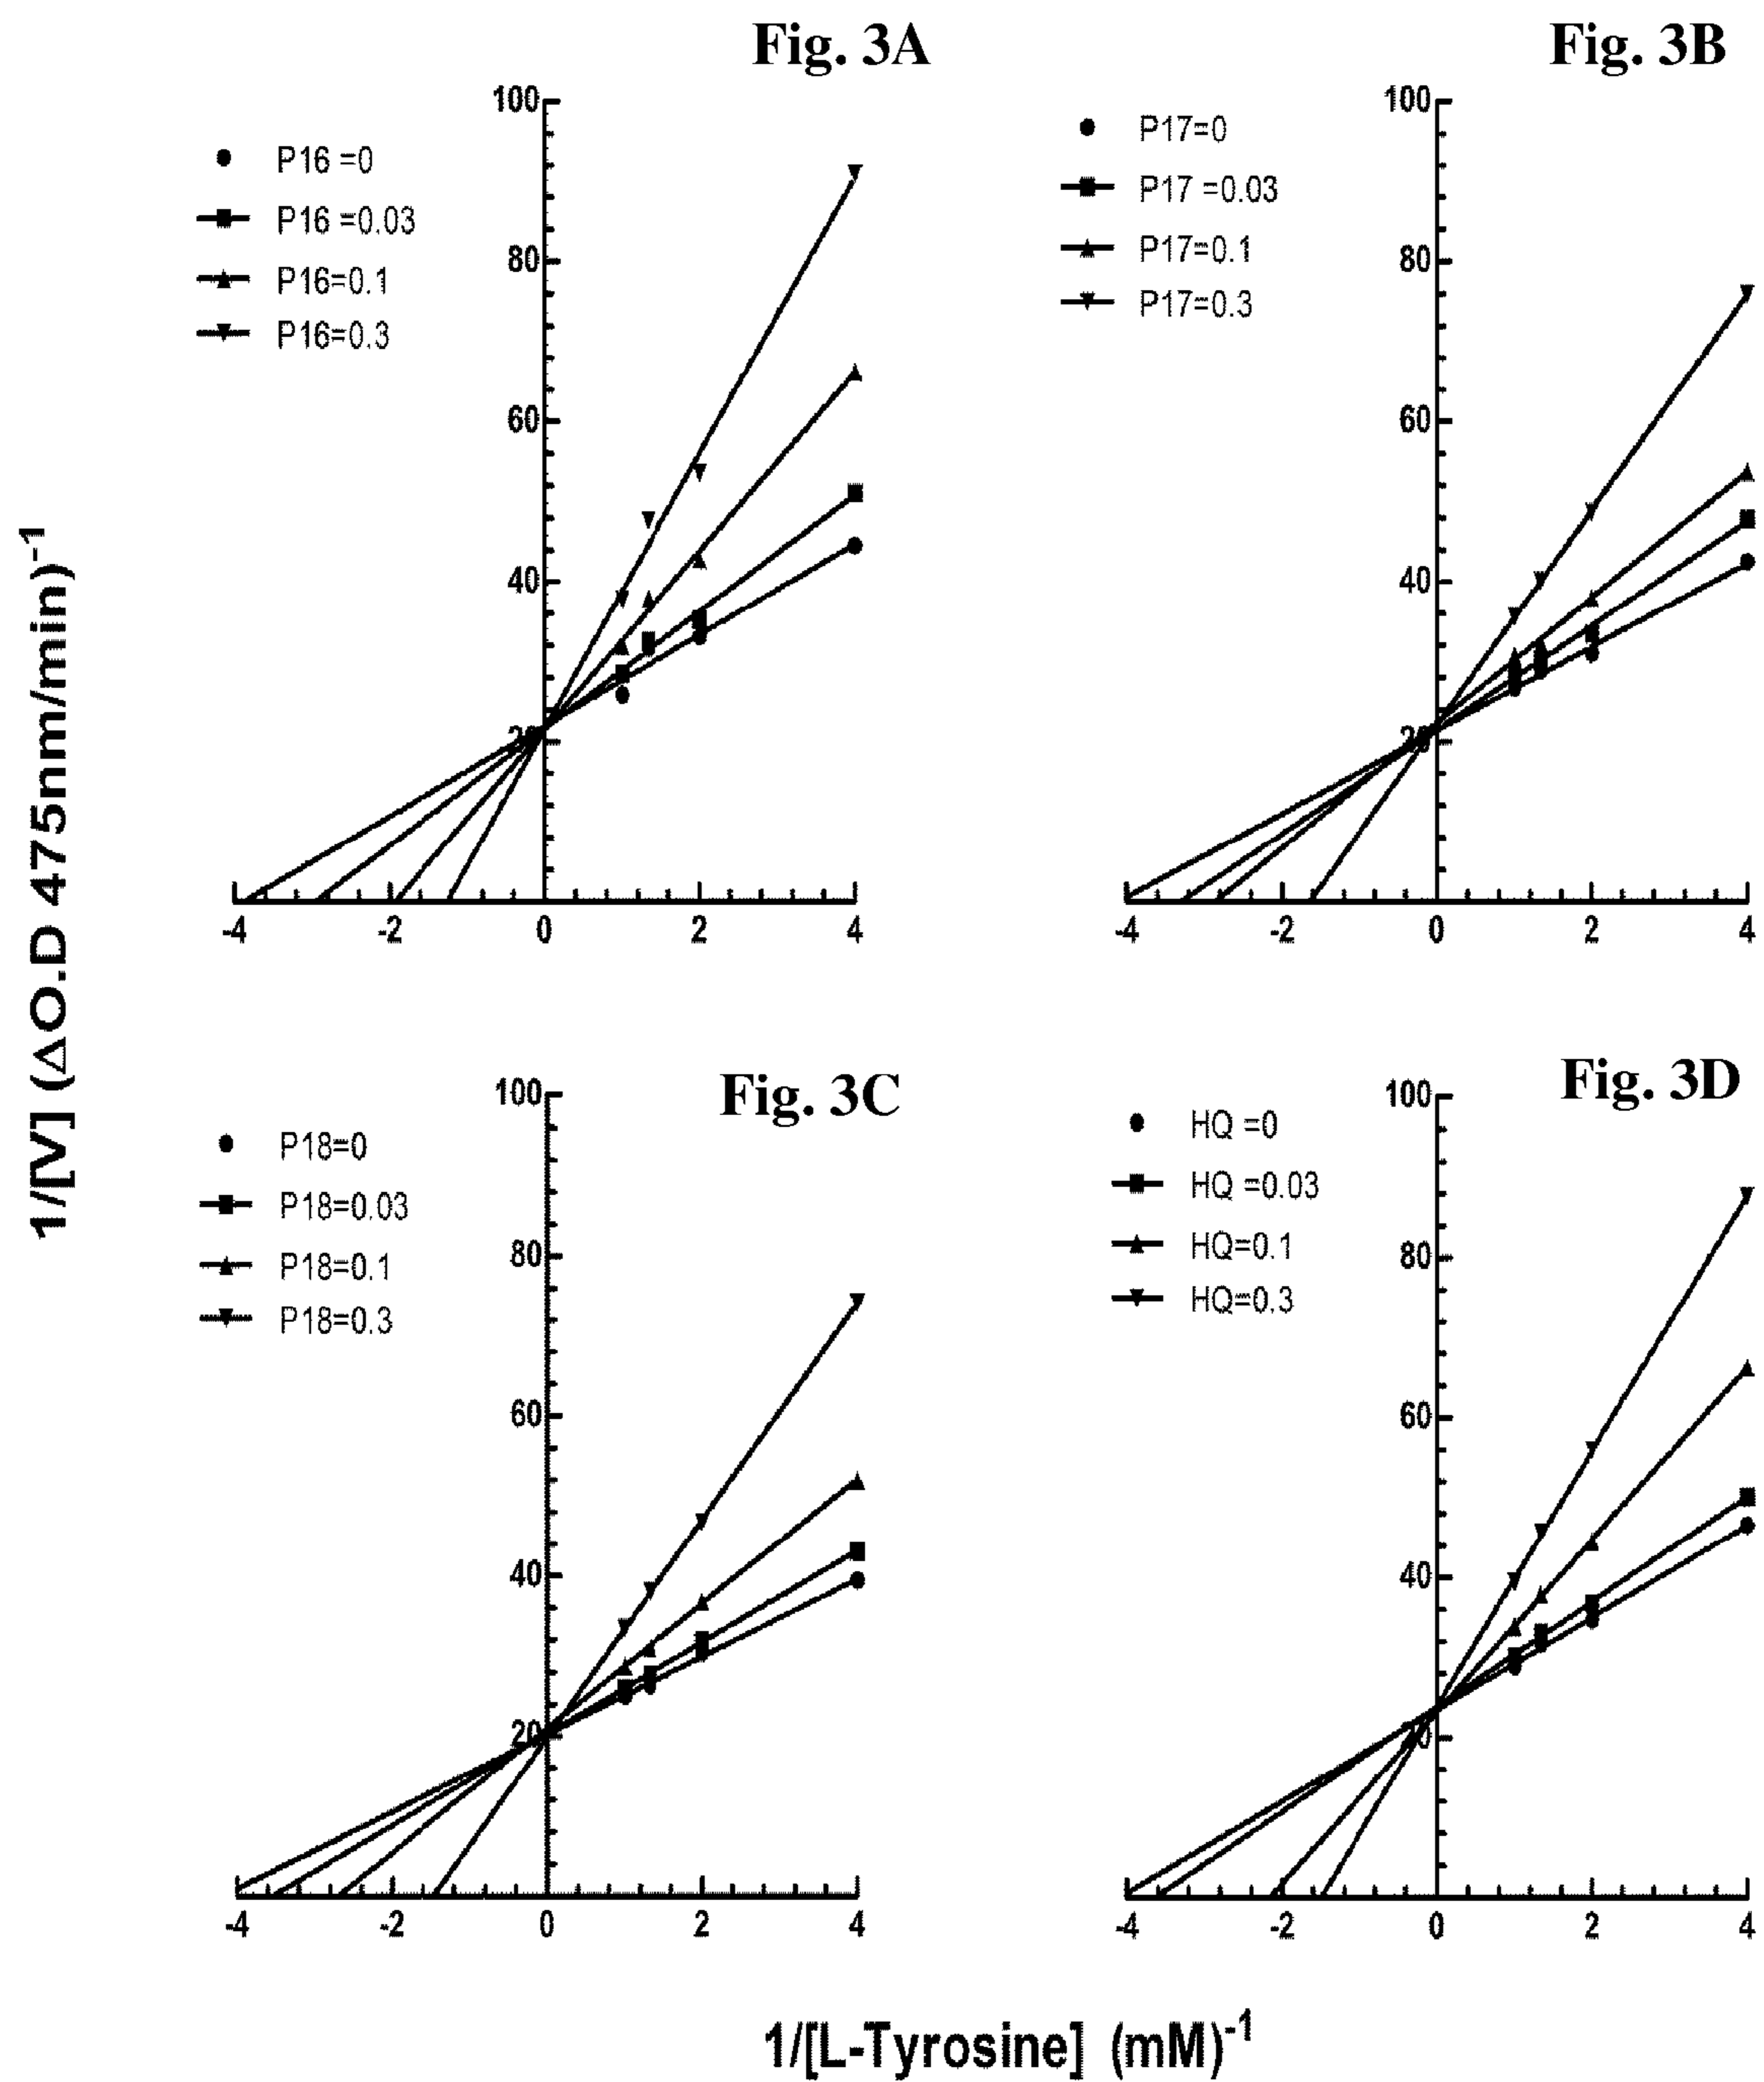 Fig. 3A
P16 =0
P16 =0.03
P16=0.1
P16=0.3
100
80
60
40
20
-4 -2 0 2 4
Fig. 3B
P17=0
P17 =0.03
P17=0.1
P17=0.3
100
80
60
40
20
-4 -2 0 2 4
1/[V] (ΔO.D 475nm/min)⁻¹
Fig. 3C
P18=0
P18=0.03
P18=0.1
P18=0.3
100
80
60
40
20
-4 -2 0 2 4
Fig. 3D
HQ =0
HQ =0.03
HQ=0.1
HQ=0.3
100
80
60
40
-4 -2 0 2 4
1/[L-Tyrosine] (mM)⁻¹